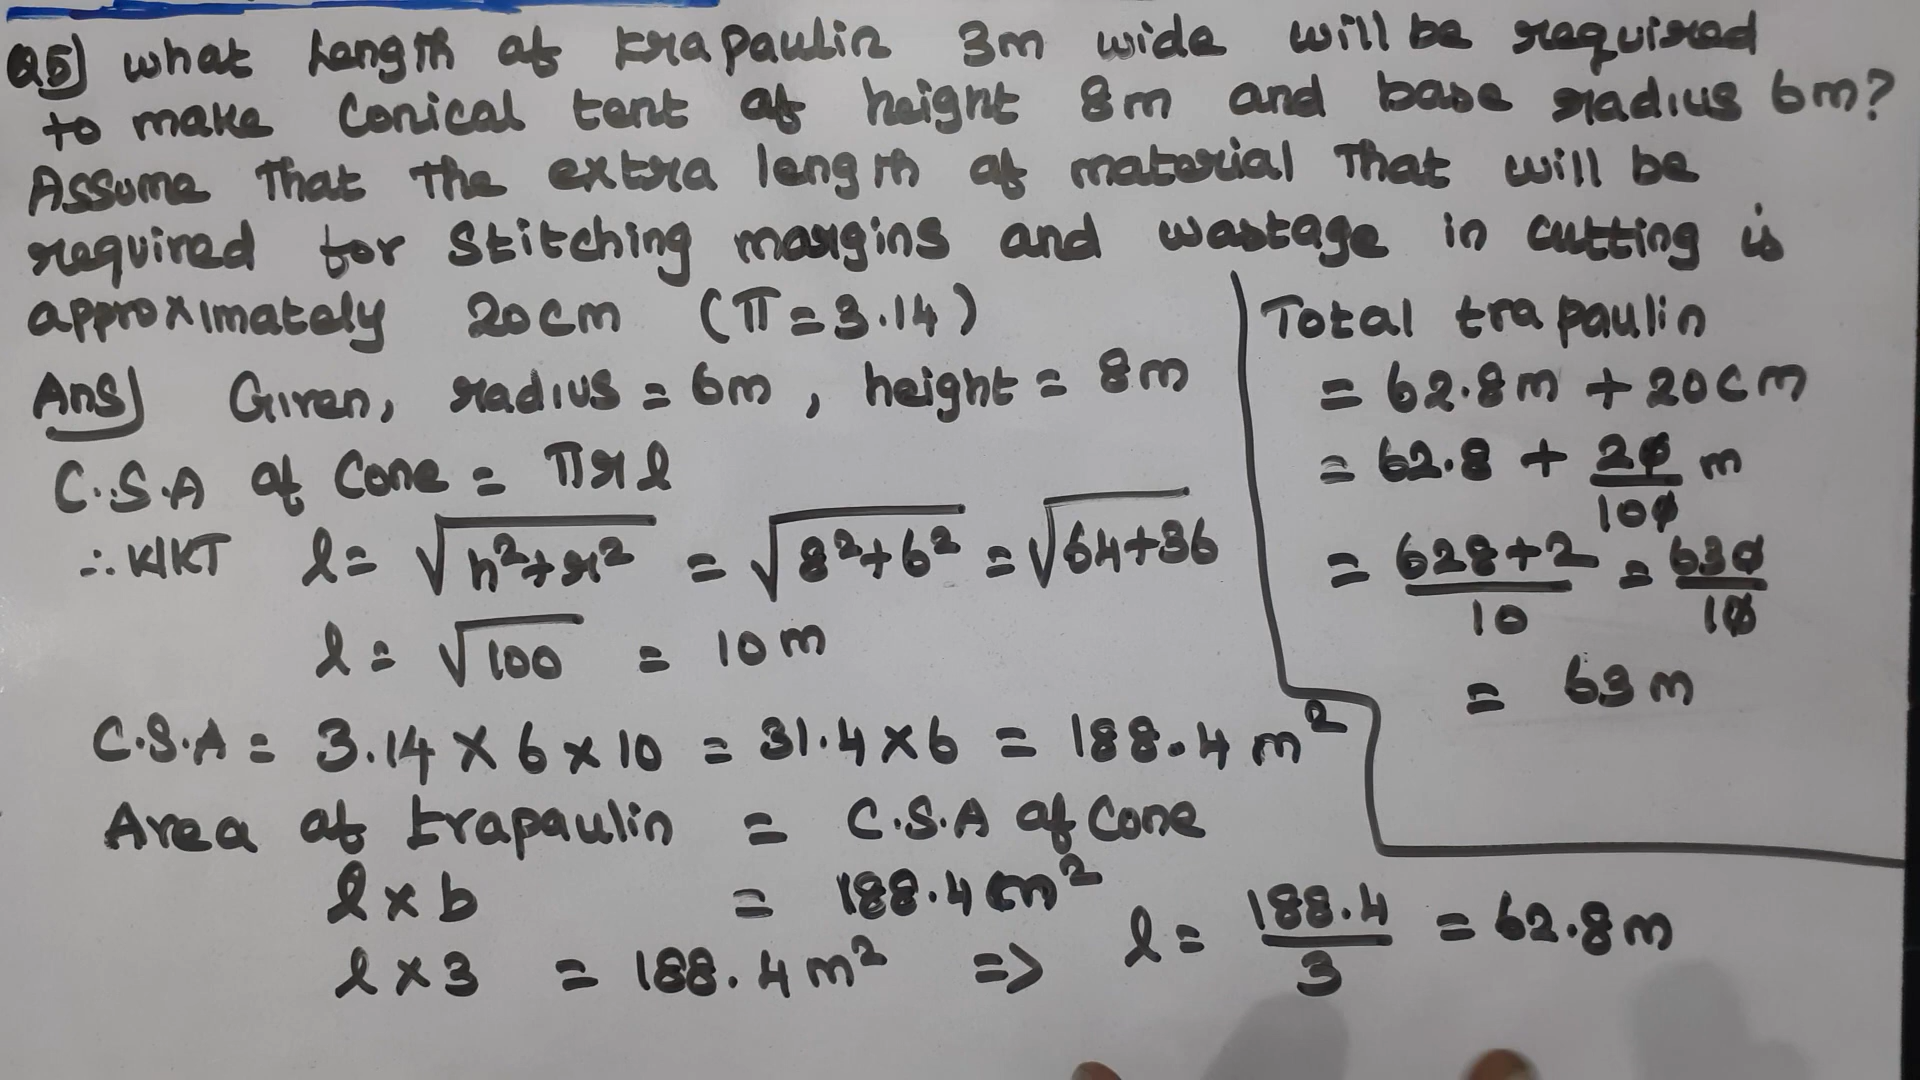 Q5) what length of trapaulin 3m wide will be required
to make conical tent of height 8m and base radius 6m?
Assume that the extra length of material that will be
required for stitching margins and wastage in cutting is
approximately 20cm (π = 3.14)
Ans) Given, radius = 6m, height = 8m
C.S.A of Cone = πrl
∴ WKT l = √h²+r² = √8²+6² = √64+36
l = √100 = 10m
C.S.A = 3.14 × 6 × 10 = 31.4 × 6 = 188.4 m²
Area of trapaulin = C.S.A of Cone
l × b = 188.4 m²
l × 3 = 188.4 m² => l = 188.4/3 = 62.8m
Total trapaulin
= 62.8m + 20cm
= 62.8 + 20/100 m
= 628+2/10 = 630/10
= 63m